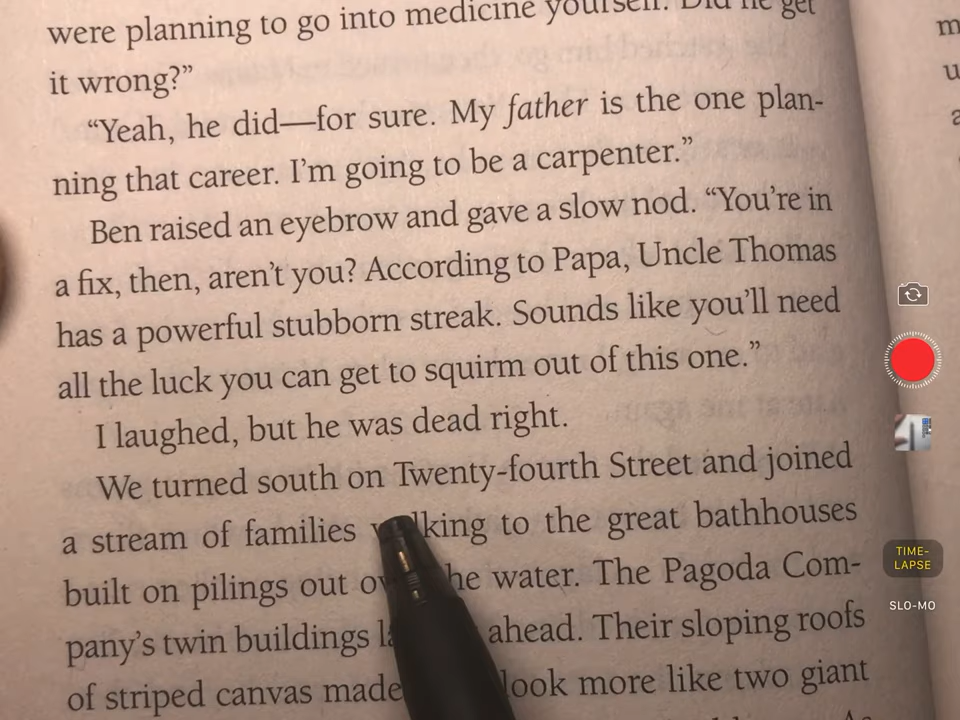 were planning to go into medicine yourself. Did he get
it wrong?”
“Yeah, he did—for sure. My father is the one plan-
ning that career. I’m going to be a carpenter.”
Ben raised an eyebrow and gave a slow nod. “You’re in
a fix, then, aren’t you? According to Papa, Uncle Thomas
has a powerful stubborn streak. Sounds like you’ll need
all the luck you can get to squirm out of this one.”
I laughed, but he was dead right.
We turned south on Twenty-fourth Street and joined
a stream of families walking to the great bathhouses
built on pilings out the water. The Pagoda Com-
pany’s twin buildings ahead. Their sloping roofs
of striped canvas made look more like two giant
TIME-
LAPSE
SLO-MO